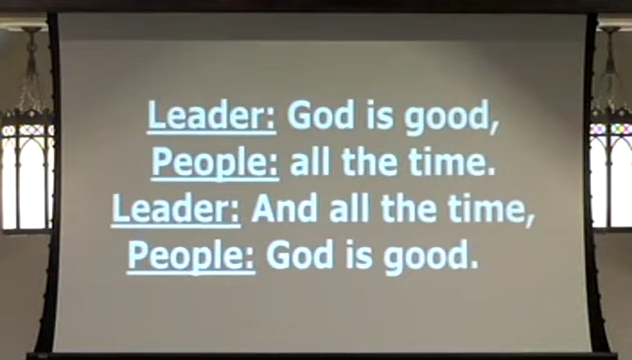 Leader: God is good,
People: all the time.
Leader: And all the time,
People: God is good.